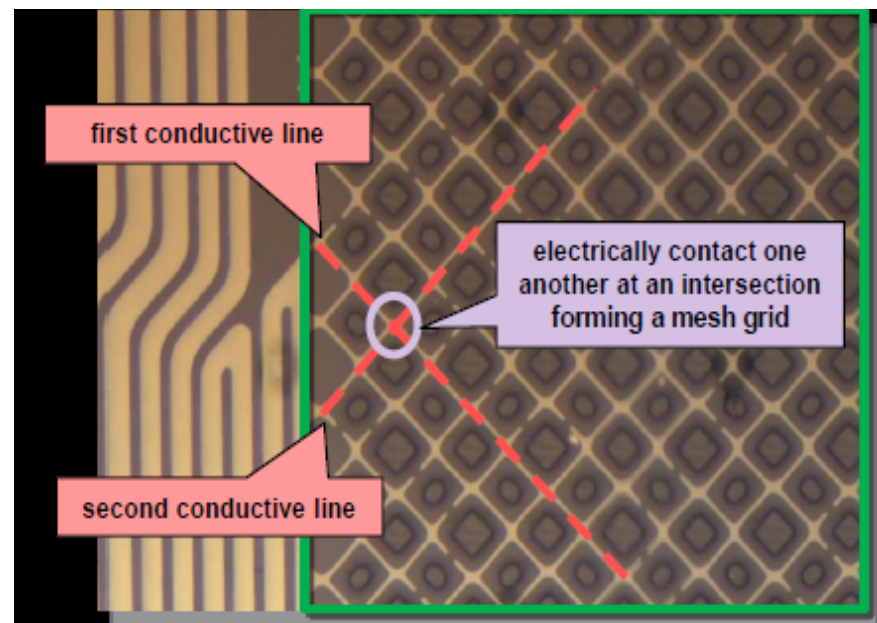 first conductive line
electrically contact one
another at an intersection
forming a mesh grid
second conductive line